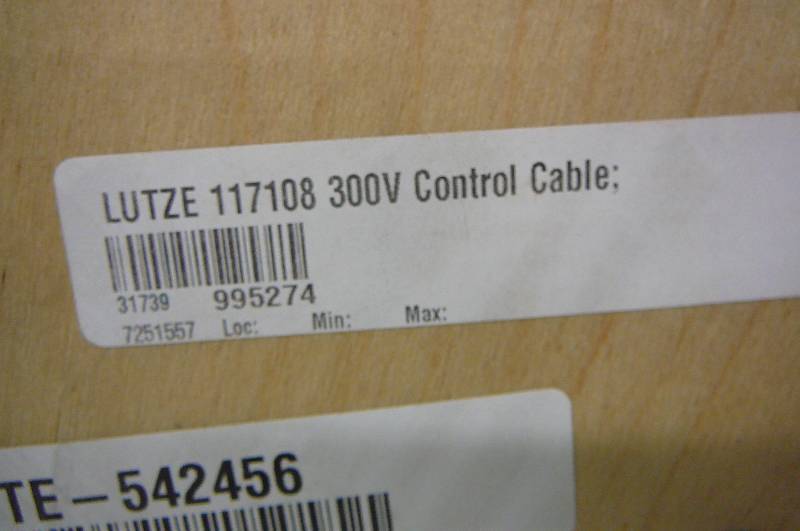 LUTZE 117108 300V Control Cable;
31739 995274
7251557 Loc: Min: Max:
TE-542456